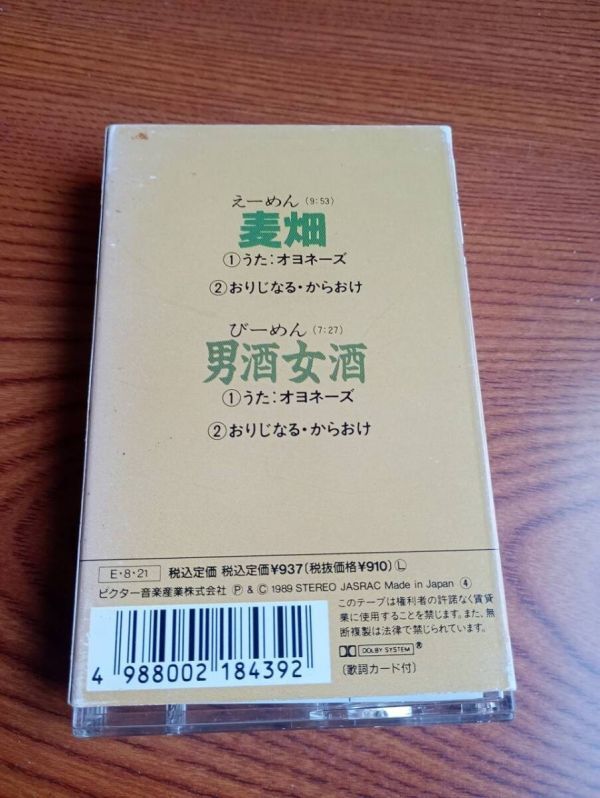 えーめん(9:53)
麦畑
①うた:オヨネーズ
②おりじなる・からおけ
びーめん(7:27)
男酒女酒
①うた:オヨネーズ
②おりじなる・からおけ
E・8・21 税込定価 税込定価¥937(税抜価格¥910)Ⓛ
ビクター音楽産業株式会社 Ⓟ & © 1989 STEREO JASRAC Made in Japan ④
このテープは権利者の許諾なく賃貸
業に使用することを禁じます。また、無
断複製は法律で禁じられています。
DOLBY SYSTEM®
(歌詞カード付)
4 988002 184392